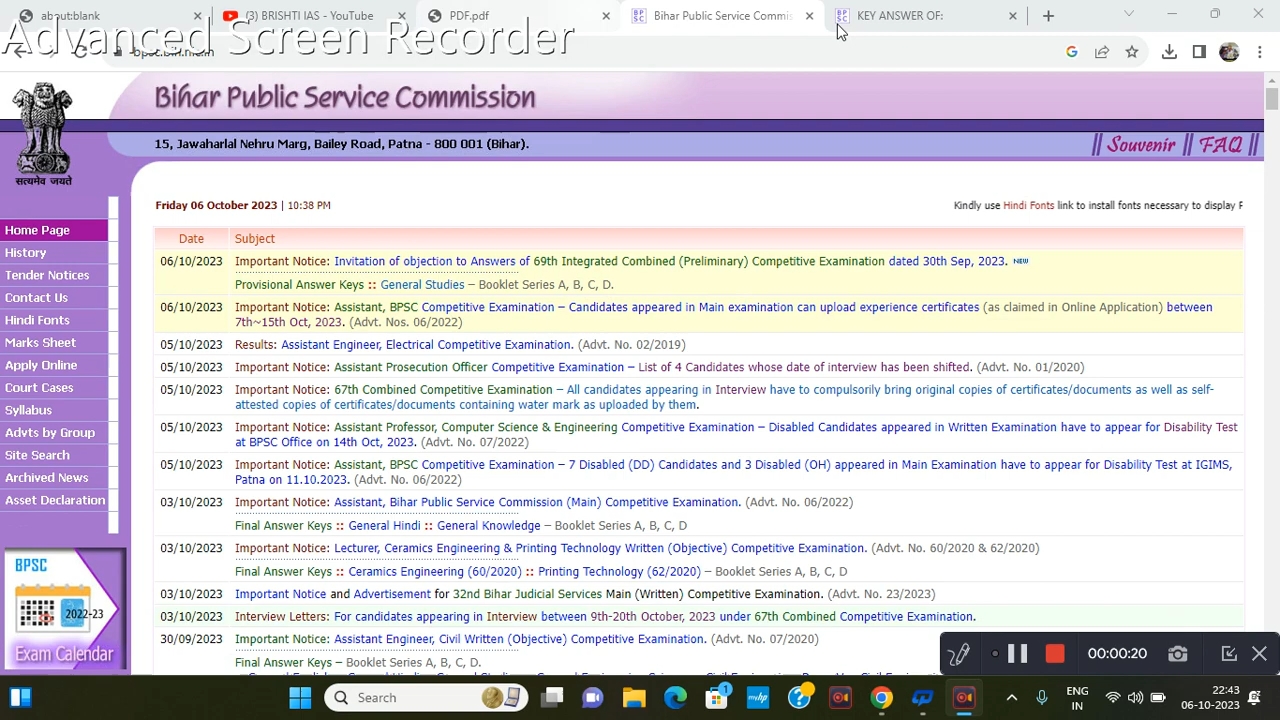 about:blank
(3) BRISHTI IAS - YouTube
PDF.pdf
Bihar Public Service Commis
KEY ANSWER OF:
Advanced Screen Recorder
bpsc.bih.nic.in
Bihar Public Service Commission
15, Jawaharlal Nehru Marg, Bailey Road, Patna - 800 001 (Bihar).
Souvenir
FAQ
सत्यमेव जयते
Friday 06 October 2023 | 10:38 PM
Kindly use Hindi Fonts link to install fonts necessary to display F
Home Page
History
Tender Notices
Contact Us
Hindi Fonts
Marks Sheet
Apply Online
Court Cases
Syllabus
Advts by Group
Site Search
Archived News
Asset Declaration
BPSC
2022-23
Exam Calendar
Date Subject
06/10/2023 Important Notice: Invitation of objection to Answers of 69th Integrated Combined (Preliminary) Competitive Examination dated 30th Sep, 2023. NEW
Provisional Answer Keys :: General Studies – Booklet Series A, B, C, D.
06/10/2023 Important Notice: Assistant, BPSC Competitive Examination – Candidates appeared in Main examination can upload experience certificates (as claimed in Online Application) between
7th~15th Oct, 2023. (Advt. Nos. 06/2022)
05/10/2023 Results: Assistant Engineer, Electrical Competitive Examination. (Advt. No. 02/2019)
05/10/2023 Important Notice: Assistant Prosecution Officer Competitive Examination – List of 4 Candidates whose date of interview has been shifted. (Advt. No. 01/2020)
05/10/2023 Important Notice: 67th Combined Competitive Examination – All candidates appearing in Interview have to compulsorily bring original copies of certificates/documents as well as self-
attested copies of certificates/documents containing water mark as uploaded by them.
05/10/2023 Important Notice: Assistant Professor, Computer Science & Engineering Competitive Examination – Disabled Candidates appeared in Written Examination have to appear for Disability Test
at BPSC Office on 14th Oct, 2023. (Advt. No. 07/2022)
05/10/2023 Important Notice: Assistant, BPSC Competitive Examination – 7 Disabled (DD) Candidates and 3 Disabled (OH) appeared in Main Examination have to appear for Disability Test at IGIMS,
Patna on 11.10.2023. (Advt. No. 06/2022)
03/10/2023 Important Notice: Assistant, Bihar Public Service Commission (Main) Competitive Examination. (Advt. No. 06/2022)
Final Answer Keys :: General Hindi :: General Knowledge – Booklet Series A, B, C, D
03/10/2023 Important Notice: Lecturer, Ceramics Engineering & Printing Technology Written (Objective) Competitive Examination. (Advt. No. 60/2020 & 62/2020)
Final Answer Keys :: Ceramics Engineering (60/2020) :: Printing Technology (62/2020) – Booklet Series A, B, C, D
03/10/2023 Important Notice and Advertisement for 32nd Bihar Judicial Services Main (Written) Competitive Examination. (Advt. No. 23/2023)
03/10/2023 Interview Letters: For candidates appearing in Interview between 9th-20th October, 2023 under 67th Combined Competitive Examination.
30/09/2023 Important Notice: Assistant Engineer, Civil Written (Objective) Competitive Examination. (Advt. No. 07/2020)
Final Answer Keys – Booklet Series A, B, C, D.
00:00:20
Search
1
ENG
IN
22:43
06-10-2023